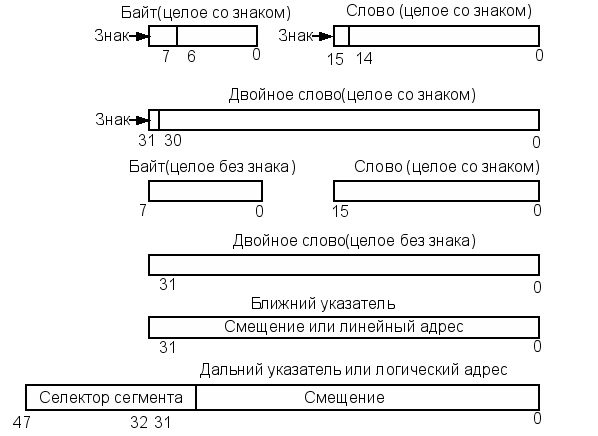 Байт(целое со знаком) Слово (целое со знаком)
Знак Знак
7 6 0 15 14 0
Двойное слово(целое со знаком)
Знак
31 30 0
Байт(целое без знака) Слово (целое со знаком)
7 0 15 0
Двойное слово(целое без знака)
31 0
Ближний указатель
Смещение или линейный адрес
31 0
Дальний указатель или логический адрес
Селектор сегмента Смещение
47 32 31 0